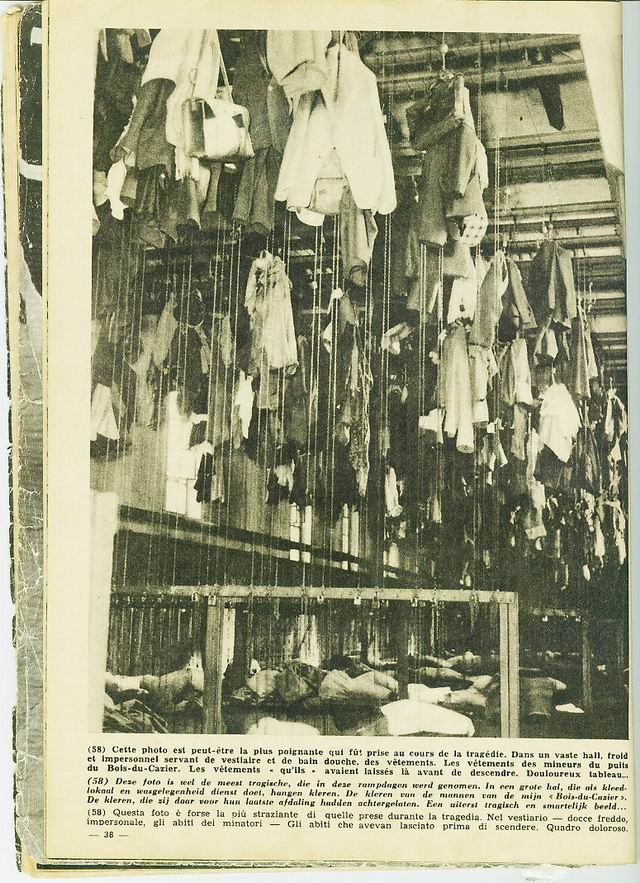 (58) Cette photo est peut-être la plus poignante qui fût prise au cours de la tragédie. Dans un vaste hall, froid
et impersonnel servant de vestiaire et de bain douche, des vêtements. Les vêtements des mineurs du puits
du Bois-du-Cazier. Les vêtements « qu'ils » avaient laissés là avant de descendre. Douloureux tableau...
(58) Deze foto is wel de meest tragische, die in deze rampdagen werd genomen. In een grote hal, die als kleed-
lokaal en wasgelegenheid dienst doet, hangen kleren. De kleren van de mannen van de mijn « Bois-du-Cazier ».
De kleren, die zij daar voor hun laatste afdaling hadden achtergelaten. Een uiterst tragisch en smartelijk beeld...
(58) Questa foto è forse la più straziante di quelle prese durante la tragedia. Nel vestiario — docce freddo,
impersonale, gli abiti dei minatori — Gli abiti che avevan lasciato prima di scendere. Quadro doloroso.
— 38 —